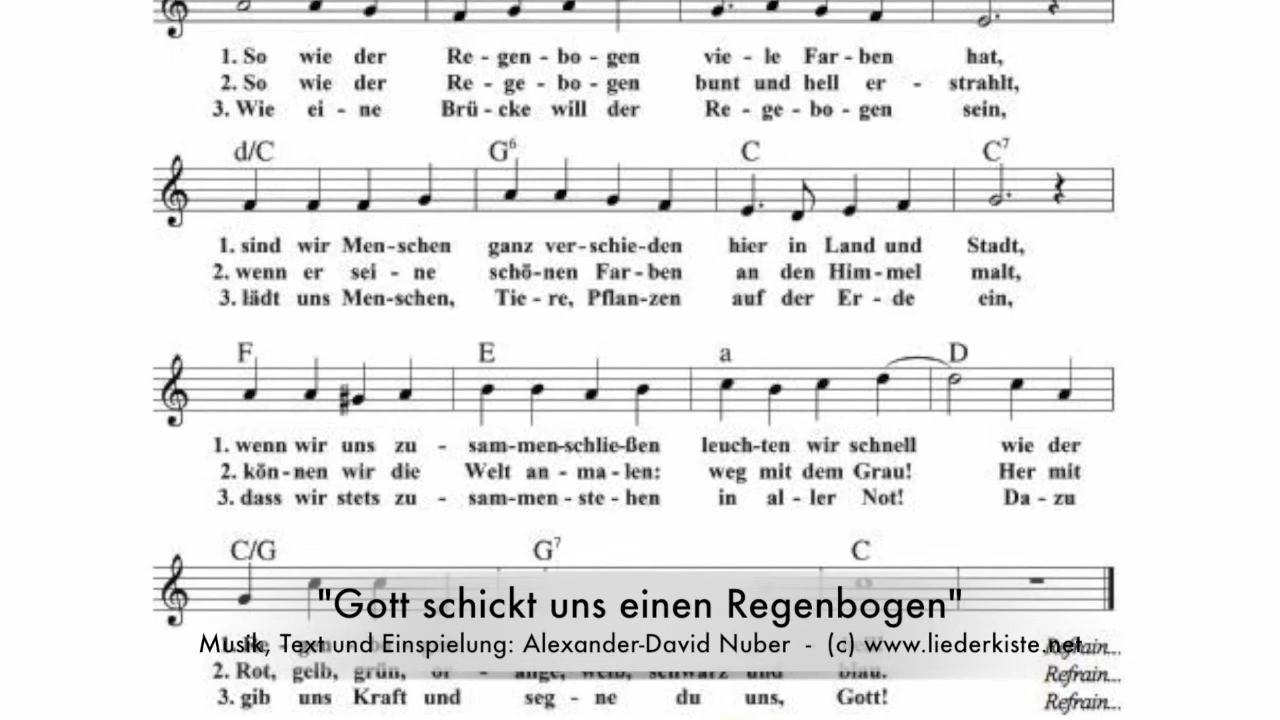 1. So wie der Re - gen - bo - gen vie - le Far - ben hat,
2. So wie der Re - ge - bo - gen bunt und hell er - strahlt,
3. Wie ei - ne Brü - cke will der Re - ge - bo - gen sein,
d/C G6 C C7
1. sind wir Men - schen ganz ver - schie - den hier in Land und Stadt,
2. wenn er sei - ne schö - nen Far - ben an den Him - mel malt,
3. lädt uns Men - schen, Tie - re, Pflan - zen auf der Er - de ein,
F E a D
1. wenn wir uns zu - sam - men - schlie - ßen leuch - ten wir schnell wie der
2. kön - nen wir die Welt an - ma - len: weg mit dem Grau! Her mit
3. dass wir stets zu - sam - men - ste - hen in al - ler Not! Da - zu
C/G G7 C
"Gott schickt uns einen Regenbogen"
Musik, Text und Einspielung: Alexander-David Nuber - (c) www.liederkiste.net
Refrain...
2. Rot, gelb, grün, or - ange, weiß, schwarz und blau. Refrain...
3. gib uns Kraft und seg - ne du uns, Gott! Refrain...